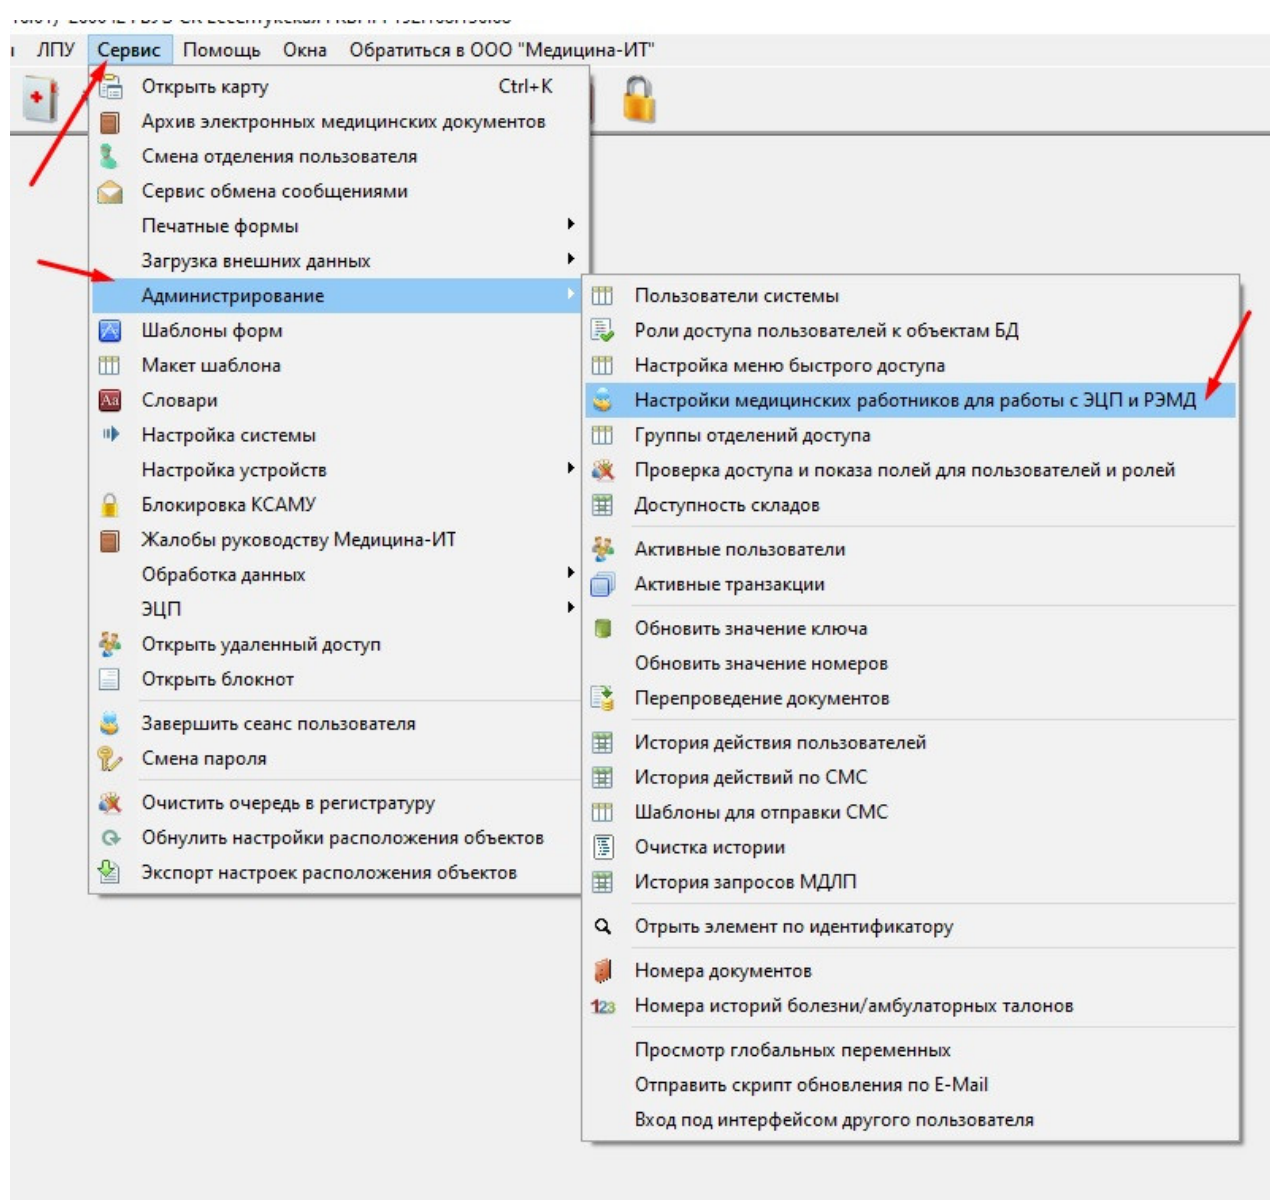 ЛПУ Сервис Помощь Окна Обратиться в ООО "Медицина-ИТ"
Открыть карту Ctrl+K
Архив электронных медицинских документов
Смена отделения пользователя
Сервис обмена сообщениями
Печатные формы
Загрузка внешних данных
Администрирование
Шаблоны форм
Макет шаблона
Словари
Настройка системы
Настройка устройств
Блокировка КСАМУ
Жалобы руководству Медицина-ИТ
Обработка данных
ЭЦП
Открыть удаленный доступ
Открыть блокнот
Завершить сеанс пользователя
Смена пароля
Очистить очередь в регистратуру
Обнулить настройки расположения объектов
Экспорт настроек расположения объектов
Пользователи системы
Роли доступа пользователей к объектам БД
Настройка меню быстрого доступа
Настройки медицинских работников для работы с ЭЦП и РЭМД
Группы отделений доступа
Проверка доступа и показа полей для пользователей и ролей
Доступность складов
Активные пользователи
Активные транзакции
Обновить значение ключа
Обновить значение номеров
Перепроведение документов
История действия пользователей
История действий по СМС
Шаблоны для отправки СМС
Очистка истории
История запросов МДЛП
Отрыть элемент по идентификатору
Номера документов
123 Номера историй болезни/амбулаторных талонов
Просмотр глобальных переменных
Отправить скрипт обновления по E-Mail
Вход под интерфейсом другого пользователя